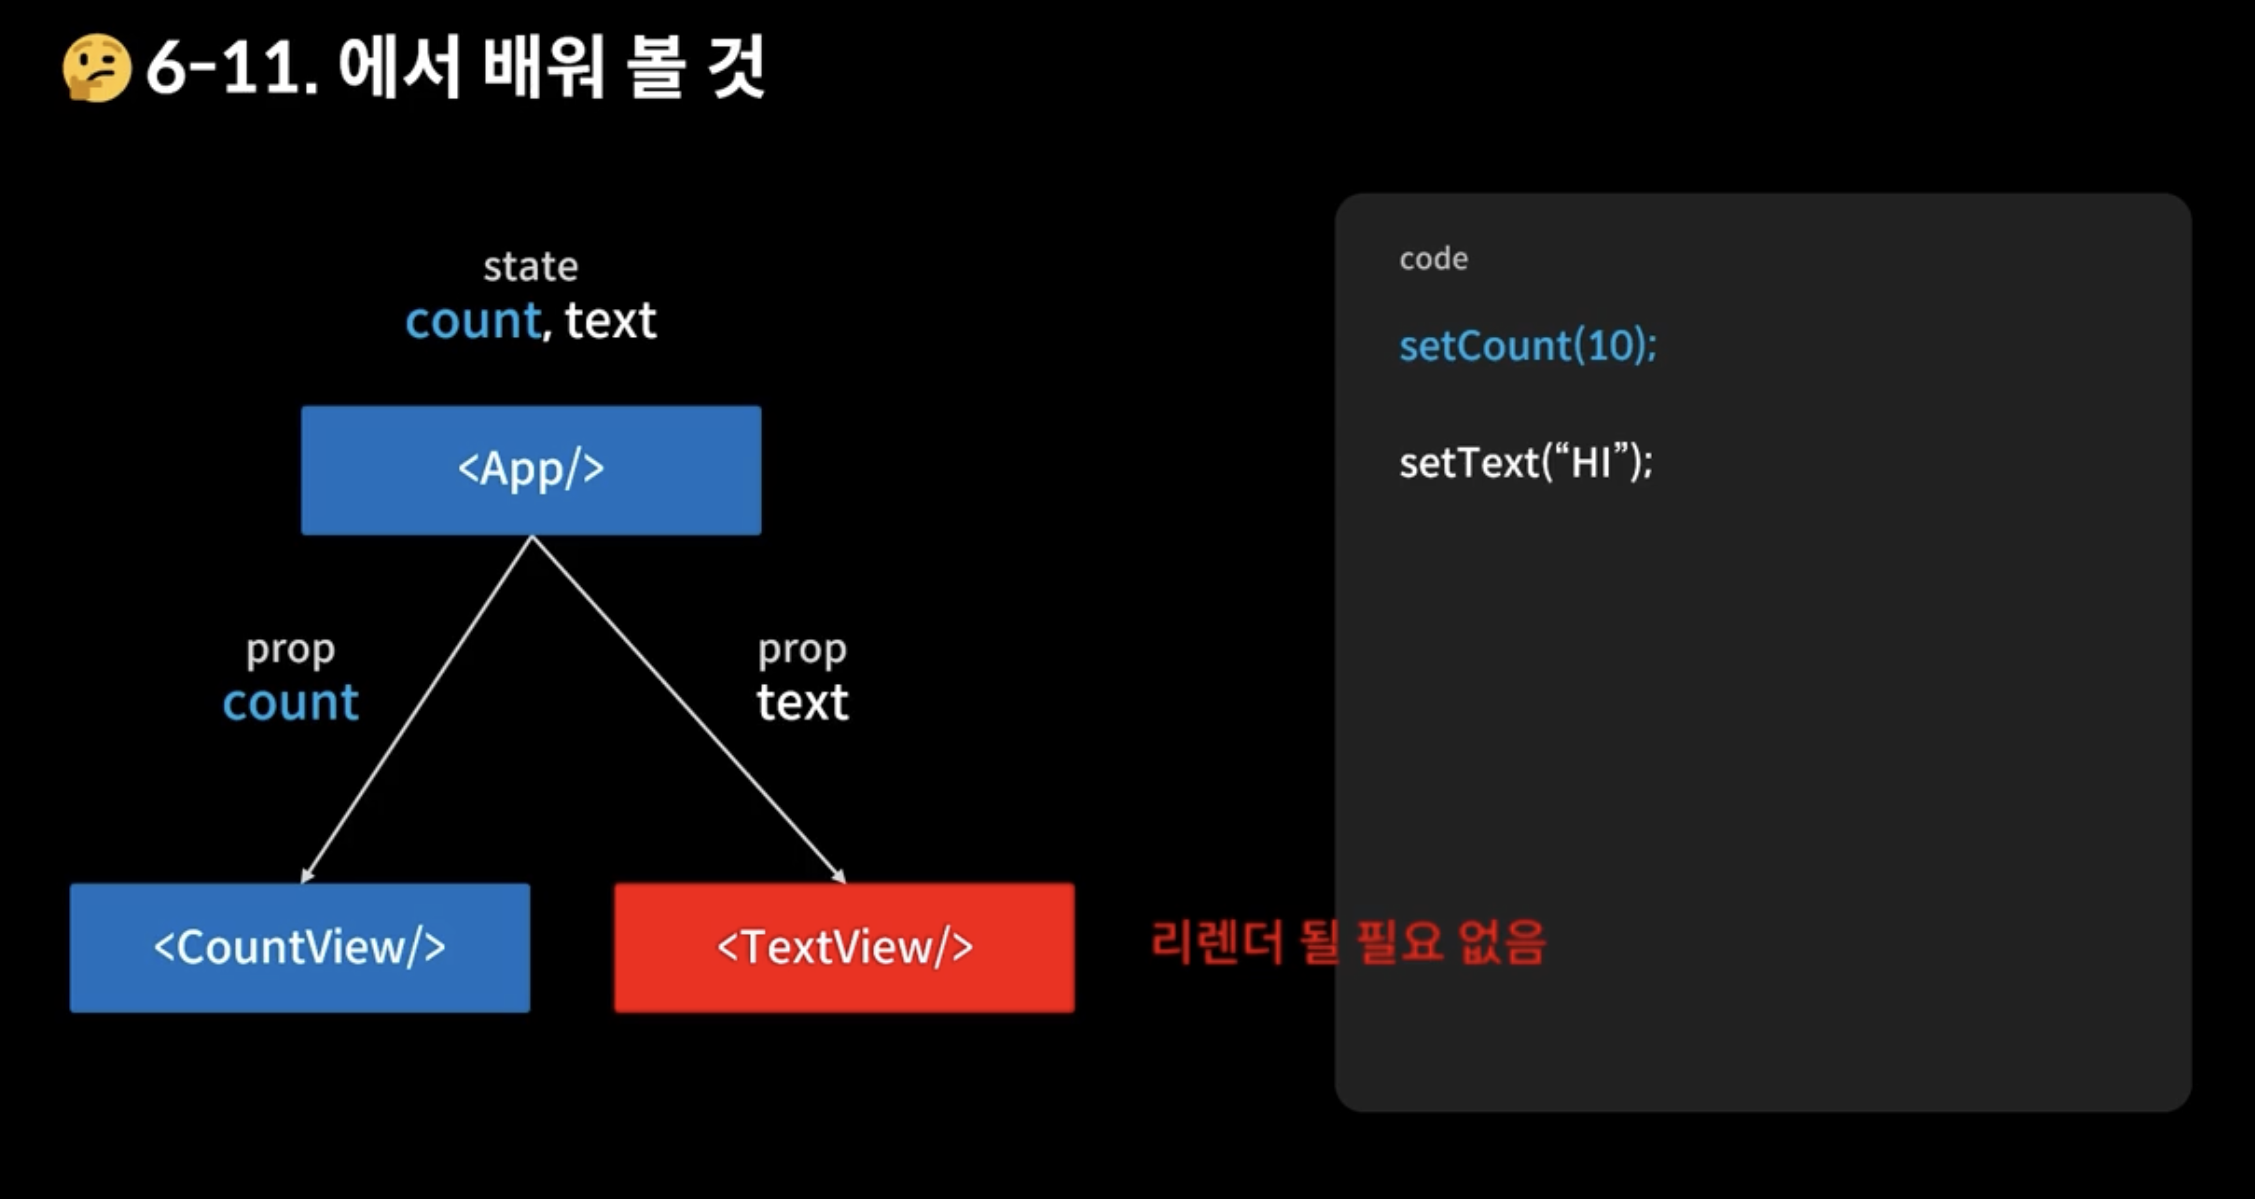 🤔 6-11. 에서 배워 볼 것
state
count, text
<App/>
prop
count
prop
text
<CountView/>
<TextView/>
리렌더 될 필요 없음
code
setCount(10);
setText(“HI”);